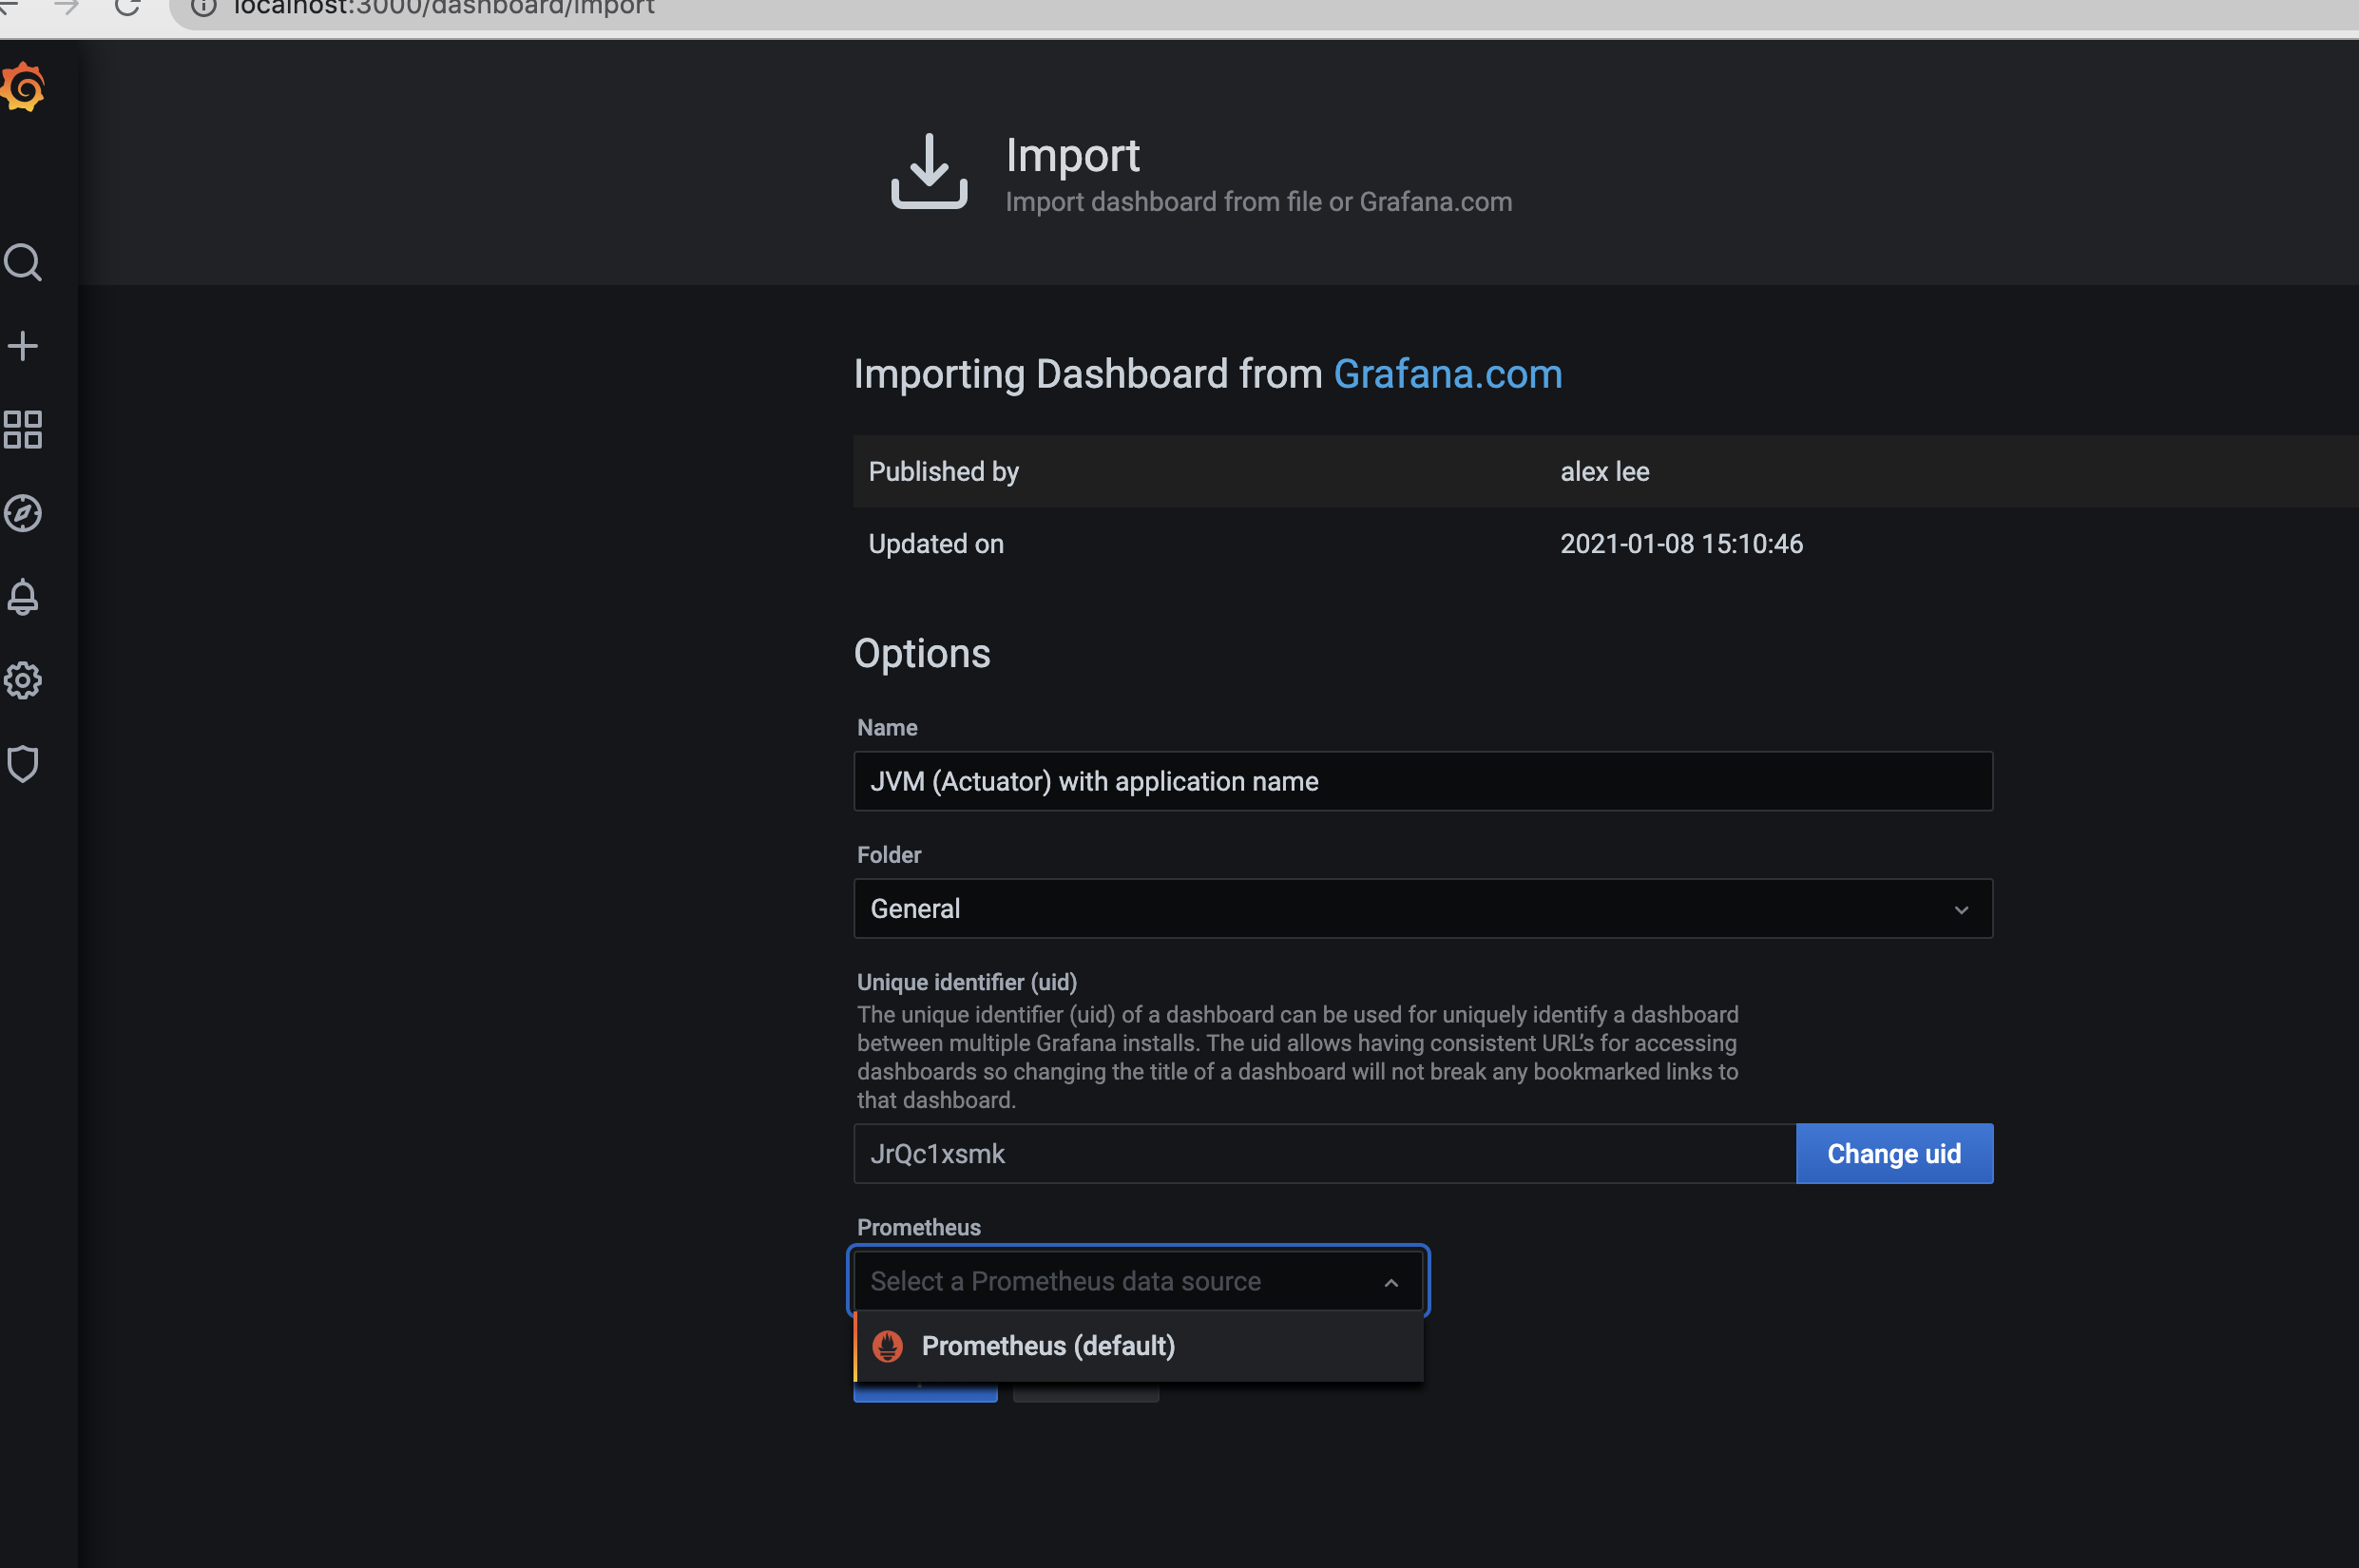 localhost:3000/dashboard/import
Import
Import dashboard from file or Grafana.com
Importing Dashboard from Grafana.com
Published by alex lee
Updated on 2021-01-08 15:10:46
Options
Name
JVM (Actuator) with application name
Folder
General
Unique identifier (uid)
The unique identifier (uid) of a dashboard can be used for uniquely identify a dashboard
between multiple Grafana installs. The uid allows having consistent URL's for accessing
dashboards so changing the title of a dashboard will not break any bookmarked links to
that dashboard.
JrQc1xsmk Change uid
Prometheus
Select a Prometheus data source
Prometheus (default)